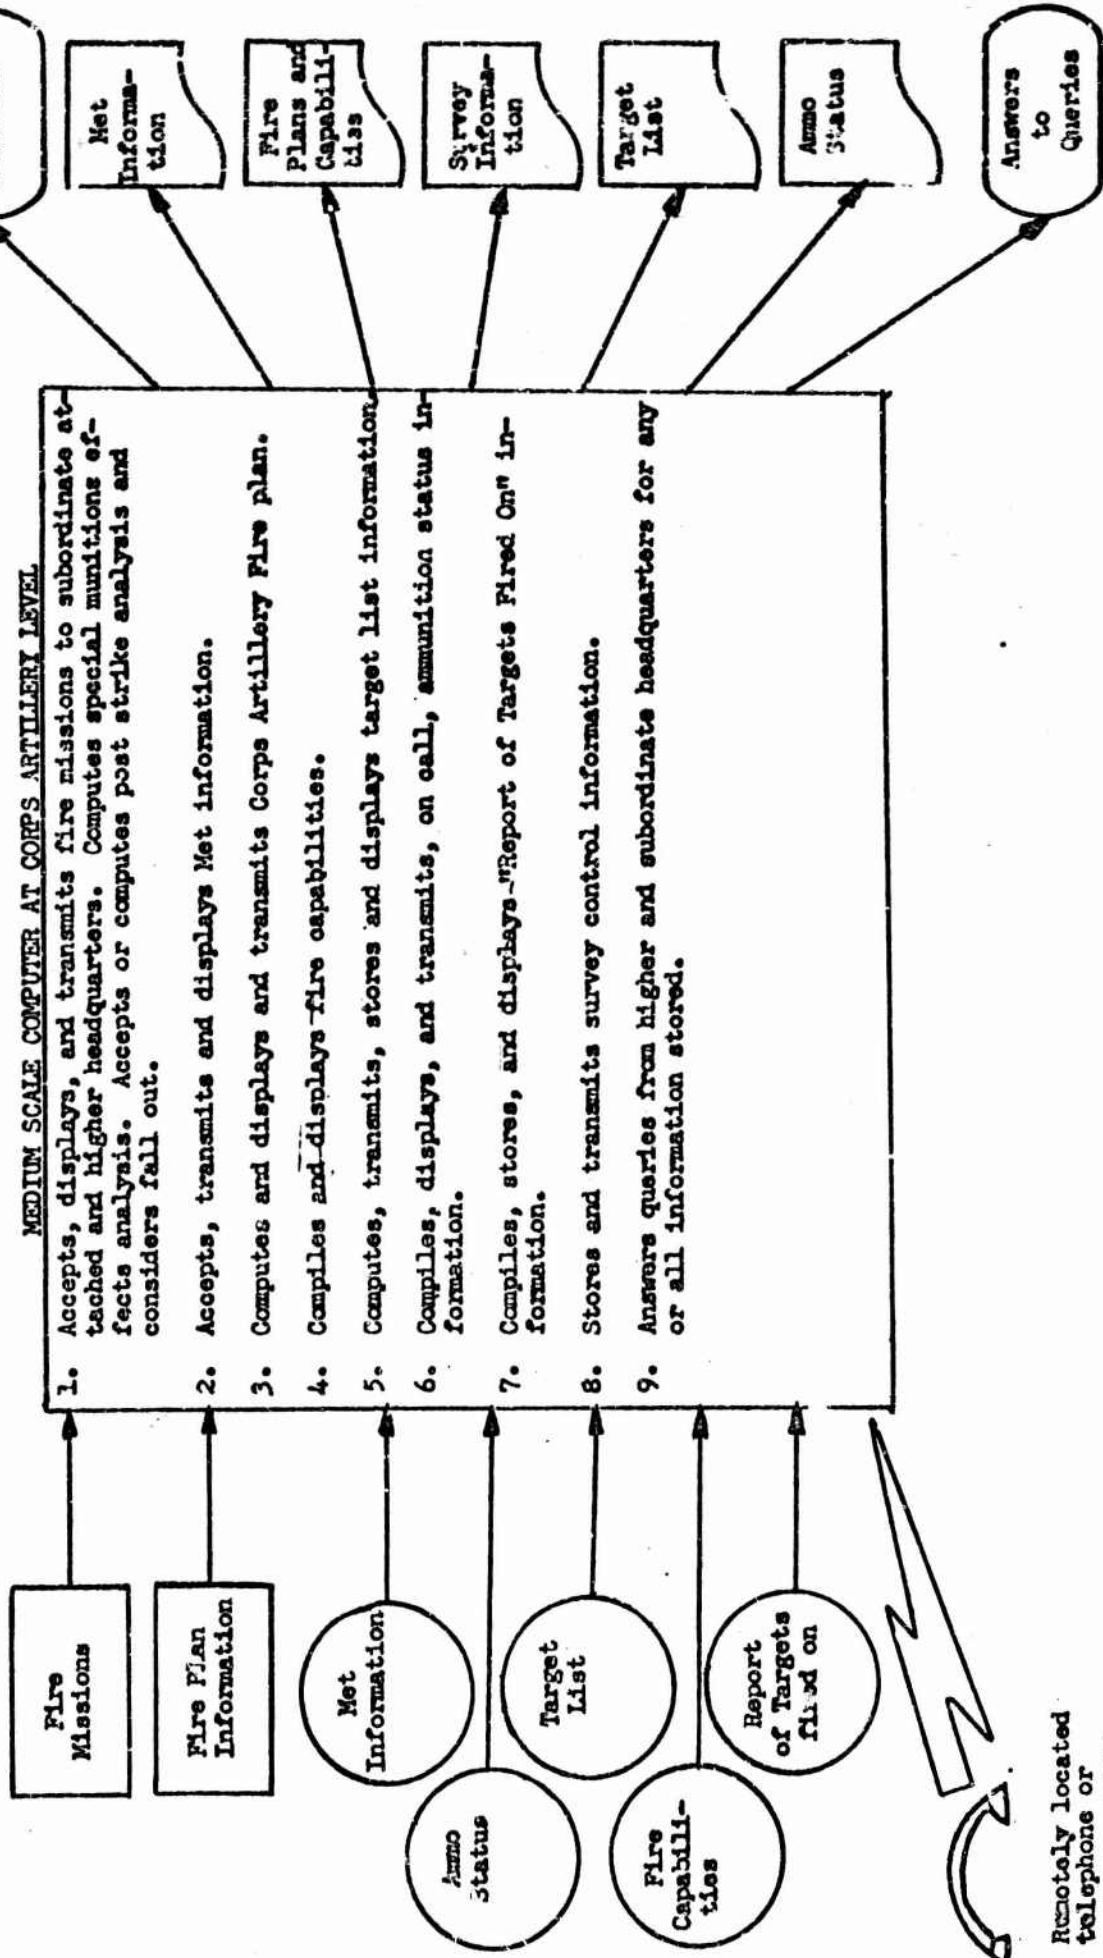 MEDIUM SCALE COMPUTER AT CORPS ARTILLERY LEVEL
Fire
Missions
Fire Plan
Information
Met
Information
Ammo
Status
Target
List
Fire
Capabili-
ties
Report
of Targets
fired on
Remotely located
telephone or
1. Accepts, displays, and transmits fire missions to subordinate at-
tached and higher headquarters. Computes special munitions ef-
fects analysis. Accepts or computes post strike analysis and
considers fall out.
2. Accepts, transmits and displays Met information.
3. Computes and displays and transmits Corps Artillery Fire plan.
4. Compiles and displays fire capabilities.
5. Computes, transmits, stores and displays target list information
6. Compiles, displays, and transmits, on call, ammunition status in-
formation.
7. Compiles, stores, and displays "Report of Targets Fired On" in-
formation.
8. Stores and transmits survey control information.
9. Answers queries from higher and subordinate headquarters for any
or all information stored.
Met
Informa-
tion
Fire
Plans and
Capabili-
ties
Survey
Informa-
tion
Target
List
Ammo
Status
Answers
to
Queries